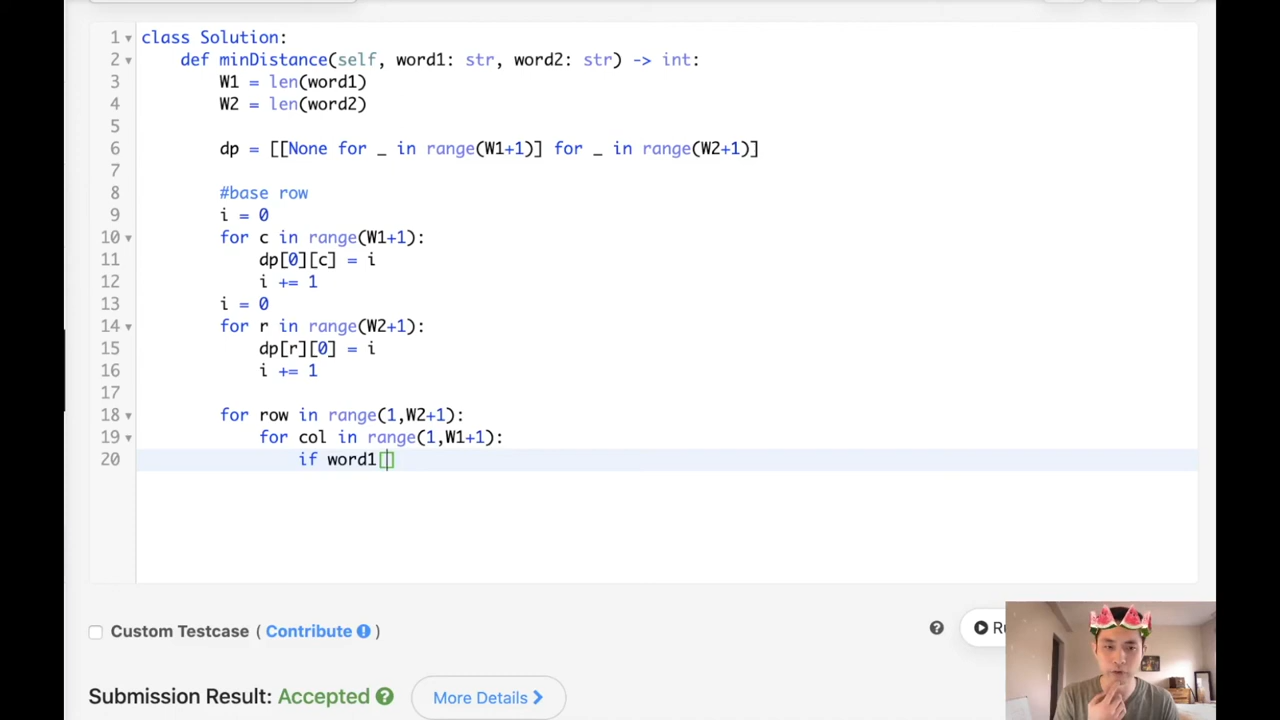 1 class Solution:
2 def minDistance(self, word1: str, word2: str) -> int:
3 W1 = len(word1)
4 W2 = len(word2)
5
6 dp = [[None for _ in range(W1+1)] for _ in range(W2+1)]
7
8 #base row
9 i = 0
10 for c in range(W1+1):
11 dp[0][c] = i
12 i += 1
13 i = 0
14 for r in range(W2+1):
15 dp[r][0] = i
16 i += 1
17
18 for row in range(1,W2+1):
19 for col in range(1,W1+1):
20 if word1[]
Custom Testcase ( Contribute )
Submission Result: Accepted
More Details